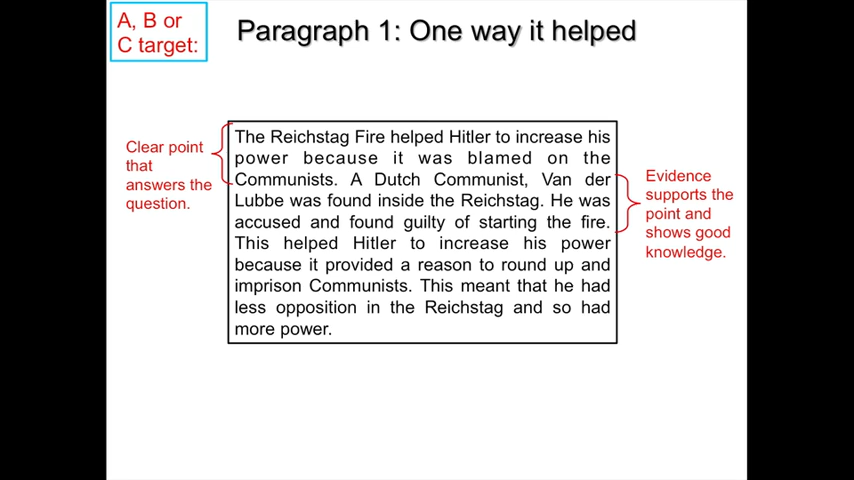 A, B or
C target:
Paragraph 1: One way it helped
Clear point
that
answers the
question.
The Reichstag Fire helped Hitler to increase his
power because it was blamed on the
Communists. A Dutch Communist, Van der
Lubbe was found inside the Reichstag. He was
accused and found guilty of starting the fire.
This helped Hitler to increase his power
because it provided a reason to round up and
imprison Communists. This meant that he had
less opposition in the Reichstag and so had
more power.
Evidence
supports the
point and
shows good
knowledge.